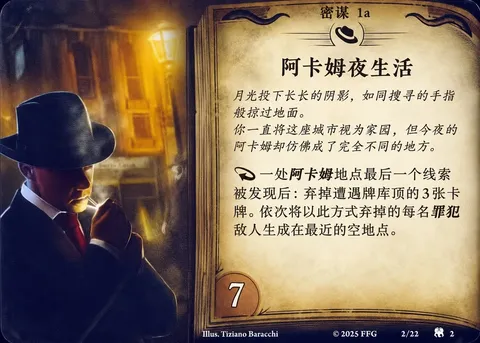 密谋 1a
阿卡姆夜生活
月光投下长长的阴影，如同搜寻的手指
般掠过地面。
你一直将这座城市视为家园，但今夜的
阿卡姆却仿佛成了完全不同的地方。
一处阿卡姆地点最后一个线索
被发现后：弃掉遭遇牌库顶的3张卡
牌。依次将以此方式弃掉的每名罪犯
敌人生成在最近的空地点。
7
Illus. Tiziano Baracchi © 2025 FFG 2/22 2